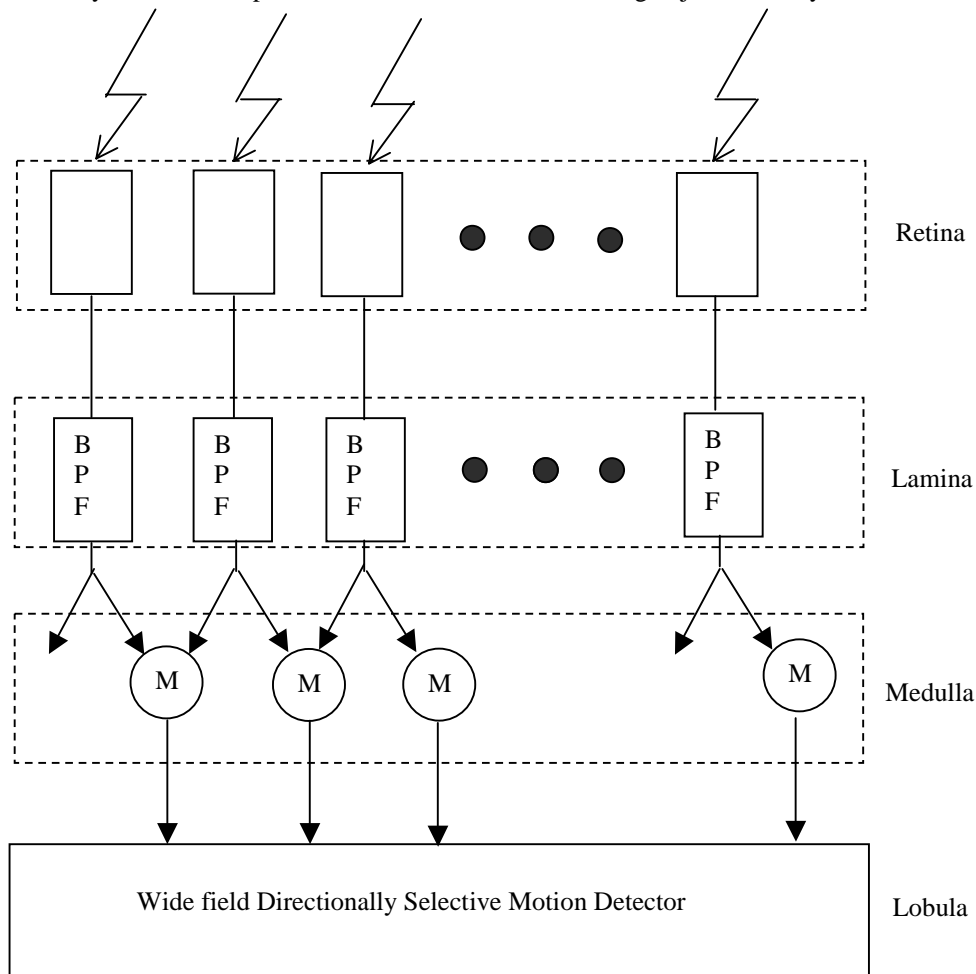 Retina
B B B B
P P P P
F F F F
Lamina
M M M M
Medulla
Wide field Directionally Selective Motion Detector
Lobula